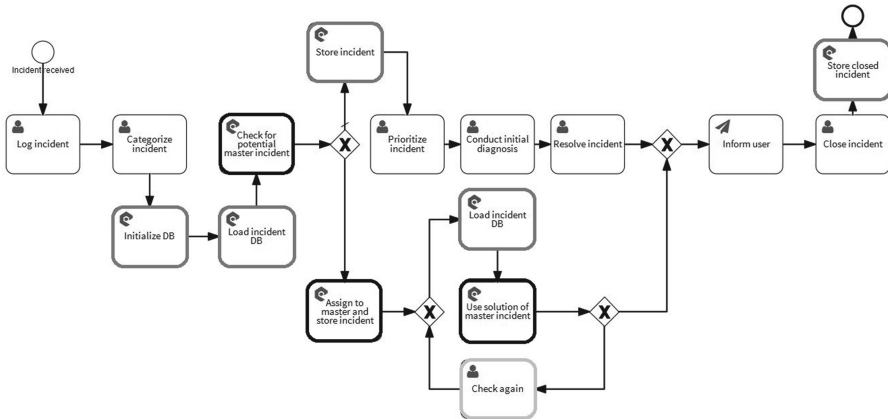 Incident received
Log incident
Categorize
incident
Initialize DB
Load incident
DB
Check for
potential
master incident
X
Store incident
Prioritize
incident
Conduct initial
diagnosis
Resolve incident
X
Inform user
Close incident
Store closed
incident
Assign to
master and
store incident
X
Load incident
DB
Use solution of
master incident
X
Check again